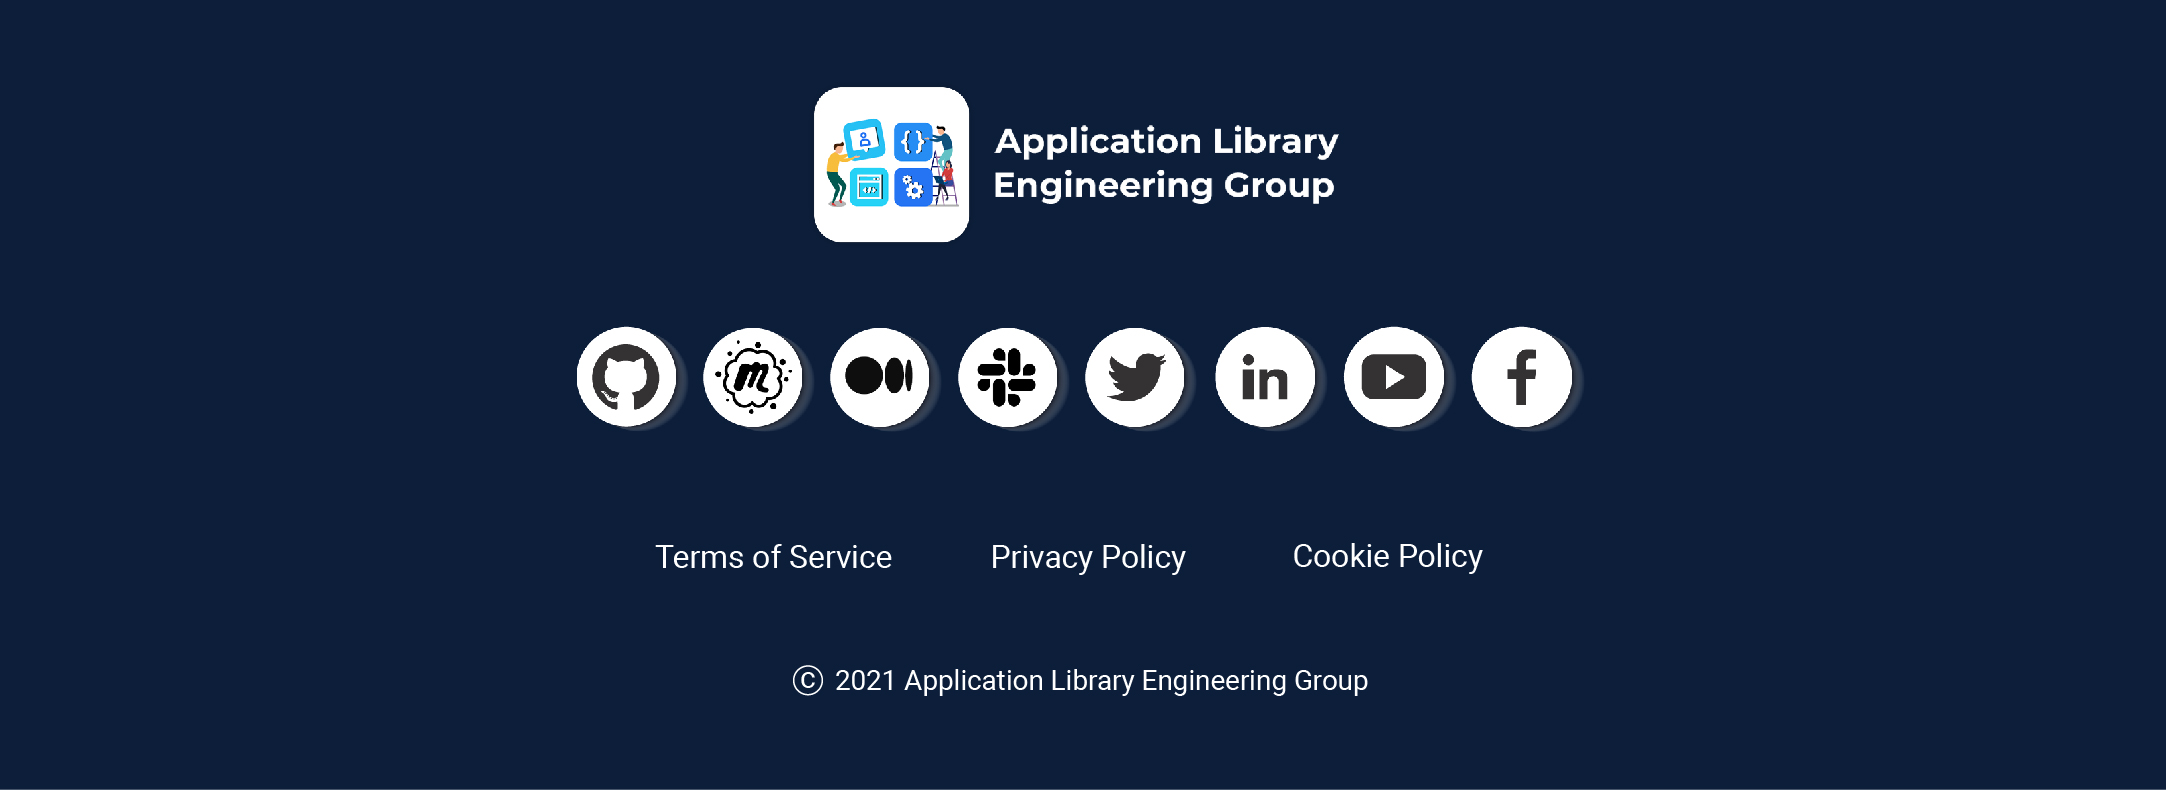 Application Library
Engineering Group
Terms of Service
Privacy Policy
Cookie Policy
© 2021 Application Library Engineering Group